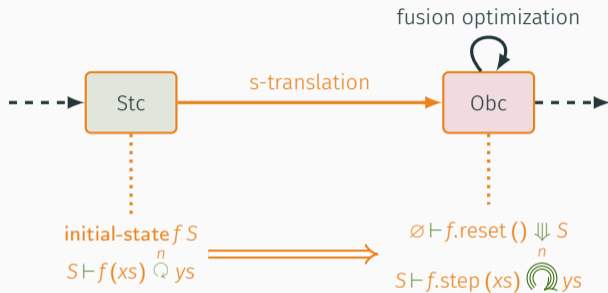 fusion optimization
s-translation
Stc
Obc
initial-state f S
∅ ⊢ f.reset () ⇓ S
n
S ⊢ f(xs) ↻ ys
n
S ⊢ f.step (xs) ↻ ys